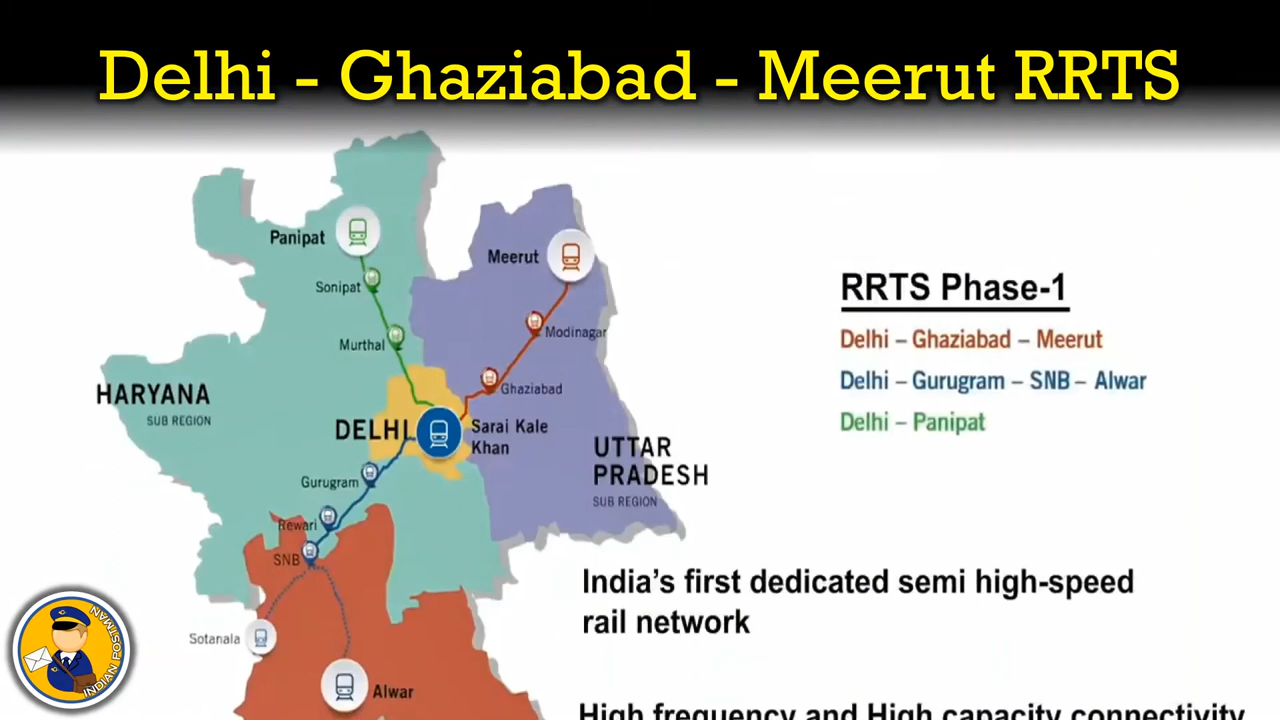 Delhi - Ghaziabad - Meerut RRTS
Panipat
Meerut
Sonipat
Modinagar
Murthal
Ghaziabad
HARYANA
SUB REGION
DELHI
Sarai Kale
Khan
UTTAR
PRADESH
SUB REGION
Gurugram
Rewari
SNB
Sotanala
Alwar
RRTS Phase-1
Delhi – Ghaziabad – Meerut
Delhi – Gurugram – SNB – Alwar
Delhi – Panipat
India's first dedicated semi high-speed
rail network
High frequency and High capacity connectivity
INDIAN POSTMAN